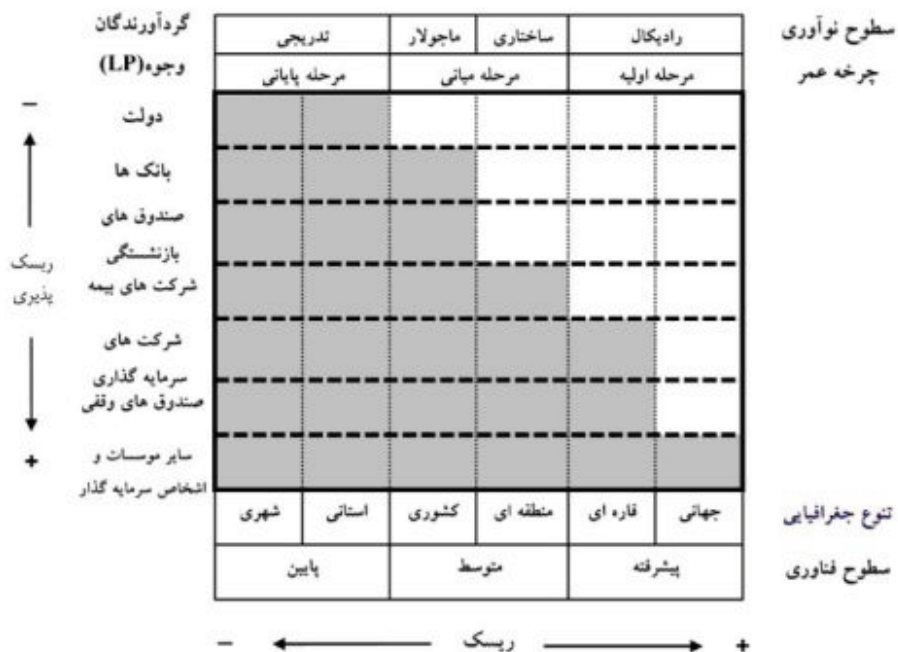 سطوح نوآوری
رادیکال
ساختاری
ماجولار
تدریجی
گردآورندگان
وجوه(LP)
چرخه عمر
مرحله اولیه
مرحله میانی
مرحله پایانی
–
دولت
بانک ها
صندوق های
بازنشستگی
شرکت های بیمه
ریسک
پذیری
شرکت های
سرمایه گذاری
صندوق های وقفی
+
سایر موسسات و
اشخاص سرمایه گذار
تنوع جغرافیایی
جهانی
قاره ای
منطقه ای
کشوری
استانی
شهری
سطوح فناوری
پیشرفته
متوسط
پایین
+
ریسک
–